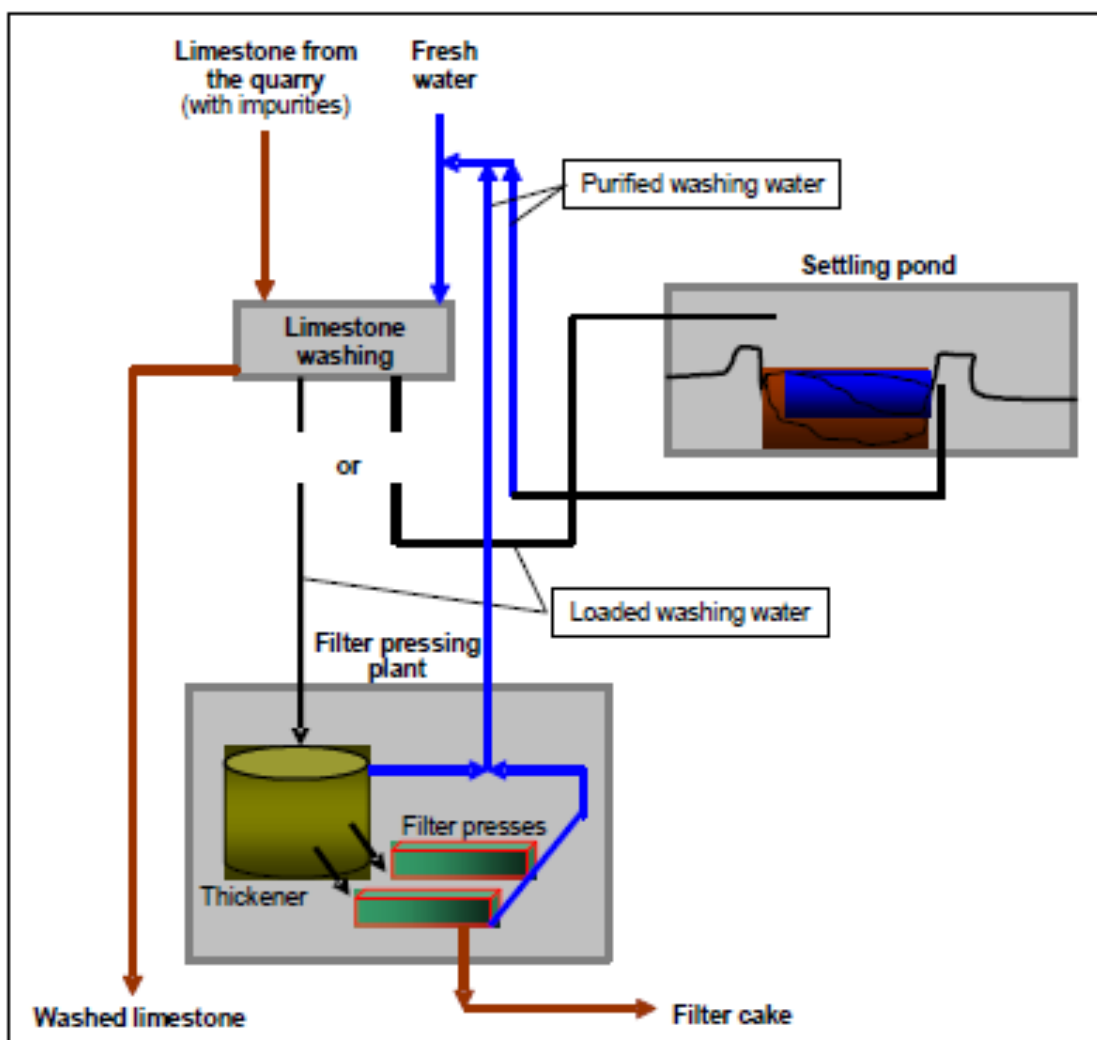 Limestone from
the quarry
(with impurities)
Fresh
water
Purified washing water
Settling pond
Limestone
washing
or
Loaded washing water
Filter pressing
plant
Filter presses
Thickener
Washed limestone
Filter cake